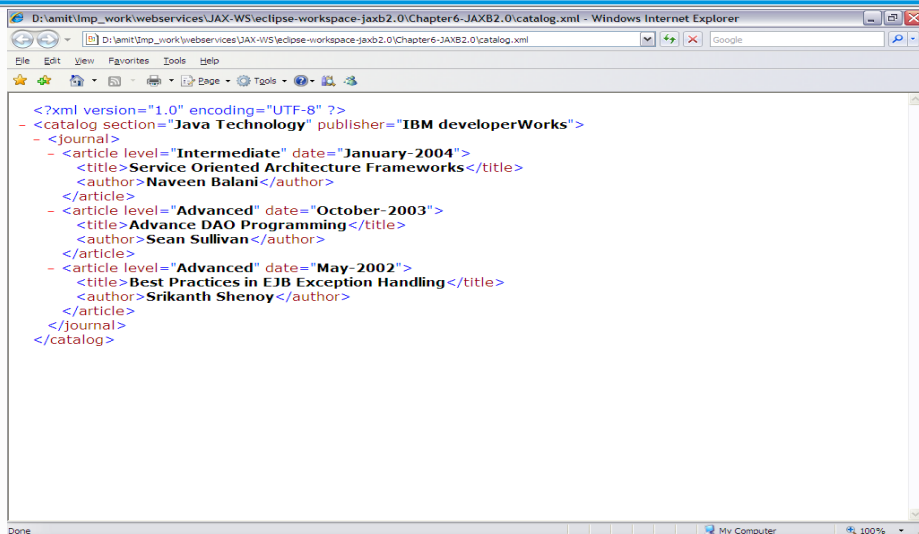 D:\amit\Imp_work\webservices\JAX-WS\eclipse-workspace-jaxb2.0\Chapter6-JAXB2.0\catalog.xml - Windows Internet Explorer
D:\amit\Imp_work\webservices\JAX-WS\eclipse-workspace-jaxb2.0\Chapter6-JAXB2.0\catalog.xml
Google
File Edit View Favorites Tools Help
Page Tools
<?xml version="1.0" encoding="UTF-8" ?>
- <catalog section="Java Technology" publisher="IBM developerWorks">
- <journal>
- <article level="Intermediate" date="January-2004">
<title>Service Oriented Architecture Frameworks</title>
<author>Naveen Balani</author>
</article>
- <article level="Advanced" date="October-2003">
<title>Advance DAO Programming</title>
<author>Sean Sullivan</author>
</article>
- <article level="Advanced" date="May-2002">
<title>Best Practices in EJB Exception Handling</title>
<author>Srikanth Shenoy</author>
</article>
</journal>
</catalog>
Done My Computer 100%